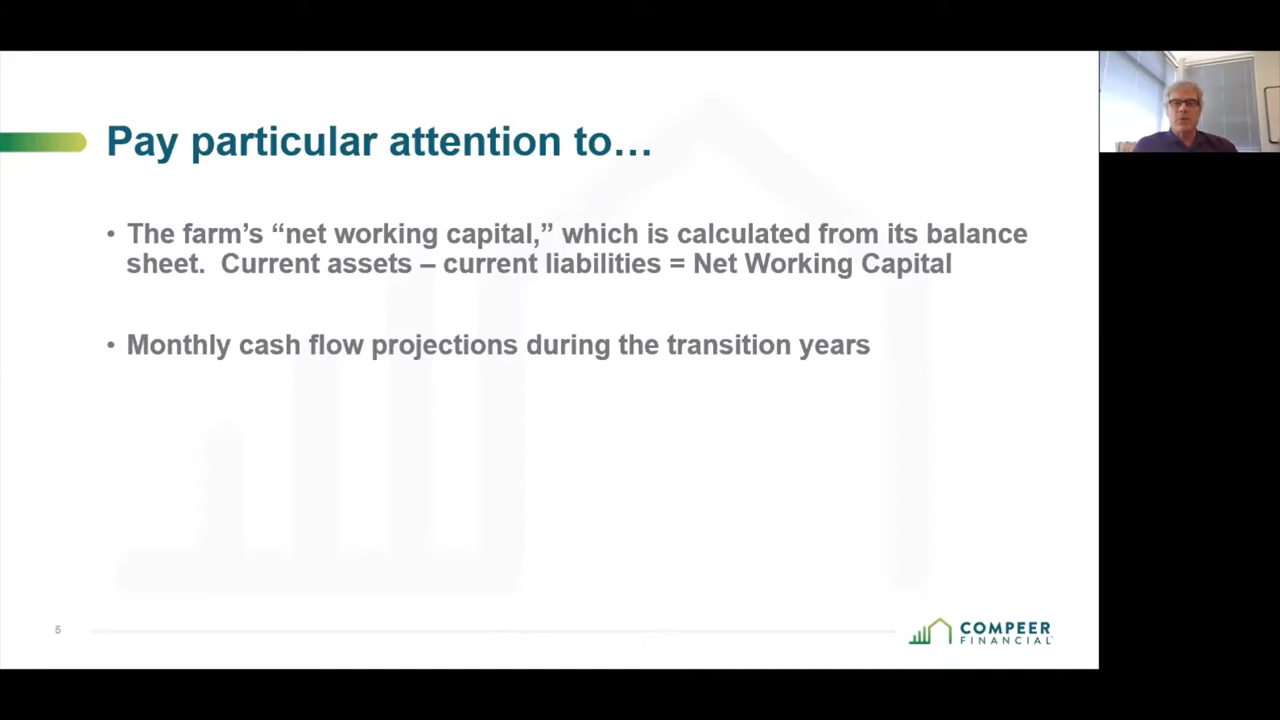 Pay particular attention to…
• The farm’s “net working capital,” which is calculated from its balance
sheet.  Current assets – current liabilities = Net Working Capital
• Monthly cash flow projections during the transition years
5
COMPEER
FINANCIAL